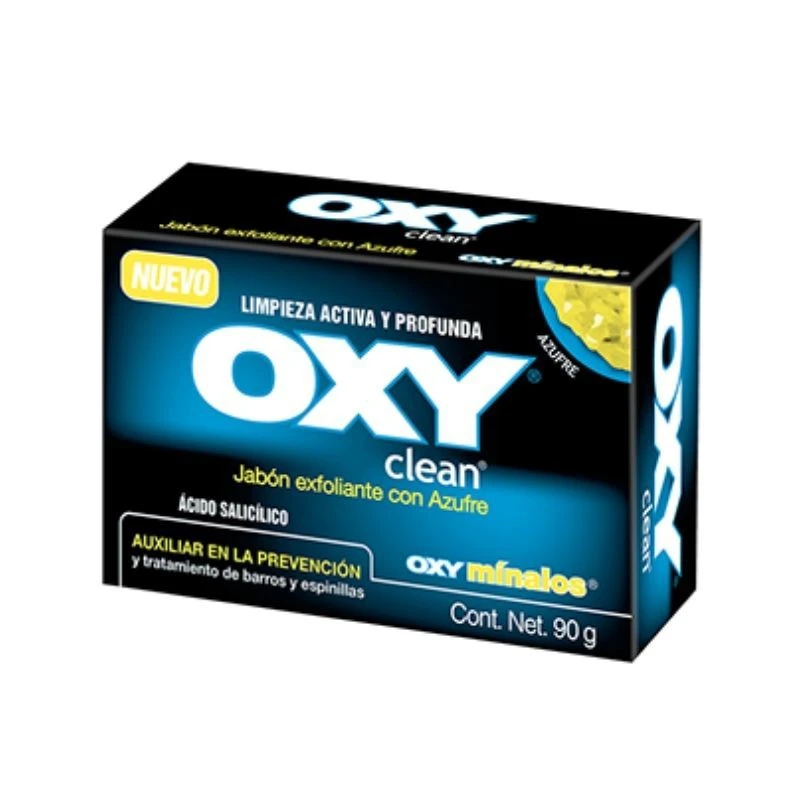 OXY
clean®
Jabón exfoliante con Azufre
OXY mínalos®
NUEVO
LIMPIEZA ACTIVA Y PROFUNDA
OXY®
clean®
Jabón exfoliante con Azufre
AZUFRE
ÁCIDO SALICÍLICO
AUXILIAR EN LA PREVENCIÓN
y tratamiento de barros y espinillas
OXY mínalos®
Cont. Net. 90 g
OXY
clean®